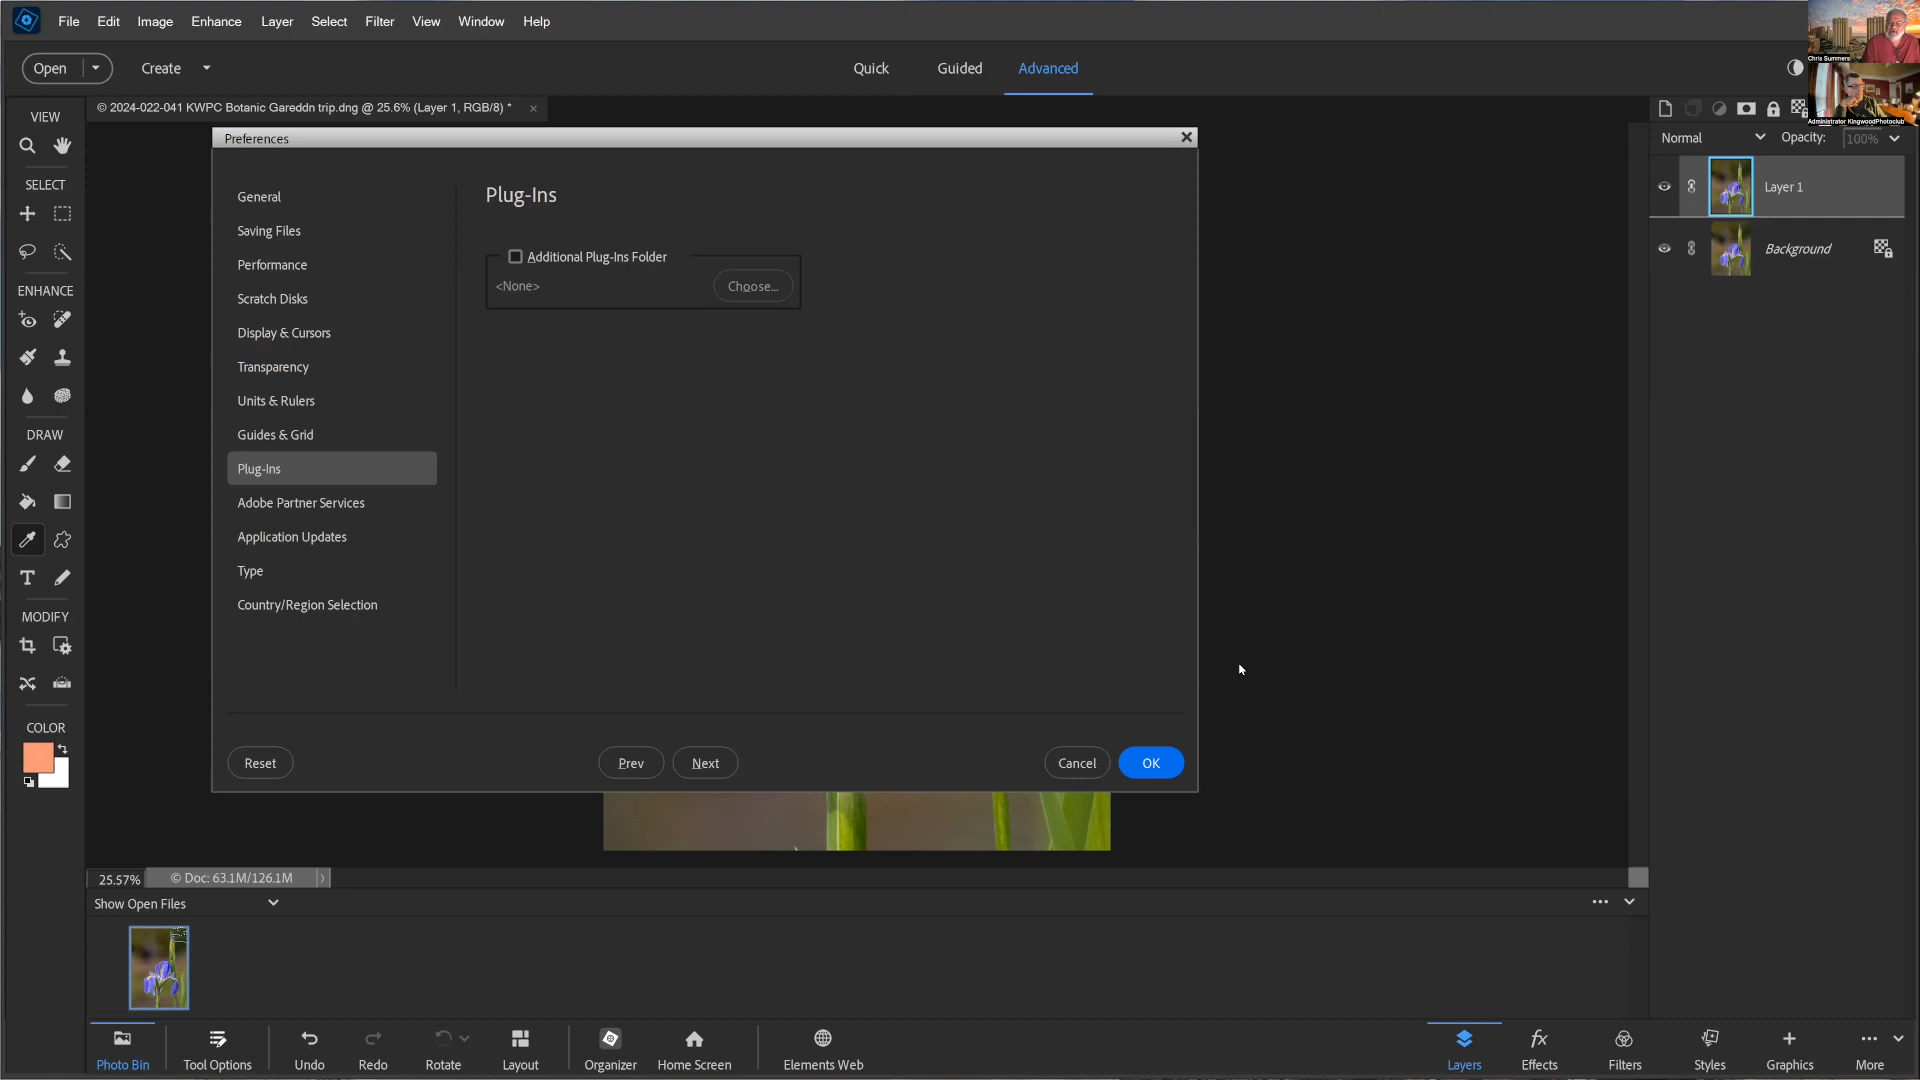 File Edit Image Enhance Layer Select Filter View Window Help
Open Create Quick Guided Advanced
Chris Summers
Administrator KingwoodPhotoclub
VIEW
© 2024-022-041 KWPC Botanic Gareddn trip.dng @ 25.6% (Layer 1, RGB/8) *
Normal Opacity: 100%
Layer 1
Background
SELECT
ENHANCE
DRAW
T
MODIFY
COLOR
Preferences
General
Saving Files
Performance
Scratch Disks
Display & Cursors
Transparency
Units & Rulers
Guides & Grid
Plug-Ins
Adobe Partner Services
Application Updates
Type
Country/Region Selection
Plug-Ins
Additional Plug-Ins Folder
<None> Choose...
Reset Prev Next Cancel OK
25.57% © Doc: 63.1M/126.1M
Show Open Files
Photo Bin Tool Options Undo Redo Rotate Layout Organizer Home Screen Elements Web
fx
Layers Effects Filters Styles Graphics More